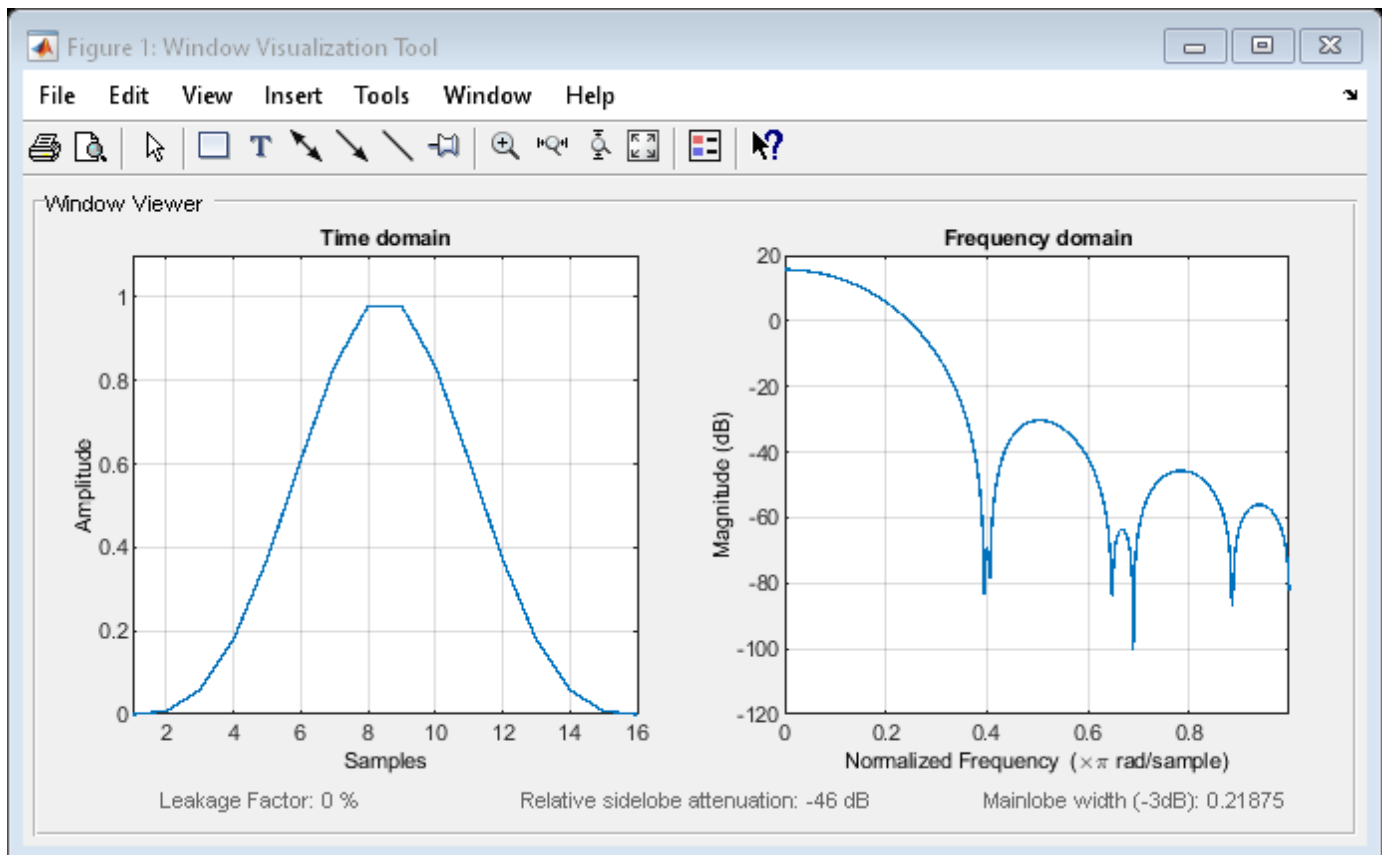 Figure 1: Window Visualization Tool
File Edit View Insert Tools Window Help
T
?
Window Viewer
Time domain
1
0.8
0.6
0.4
0.2
0
Amplitude
2 4 6 8 10 12 14 16
Samples
Frequency domain
20
0
-20
-40
-60
-80
-100
-120
Magnitude (dB)
0 0.2 0.4 0.6 0.8
Normalized Frequency (×π rad/sample)
Leakage Factor: 0 %
Relative sidelobe attenuation: -46 dB
Mainlobe width (-3dB): 0.21875